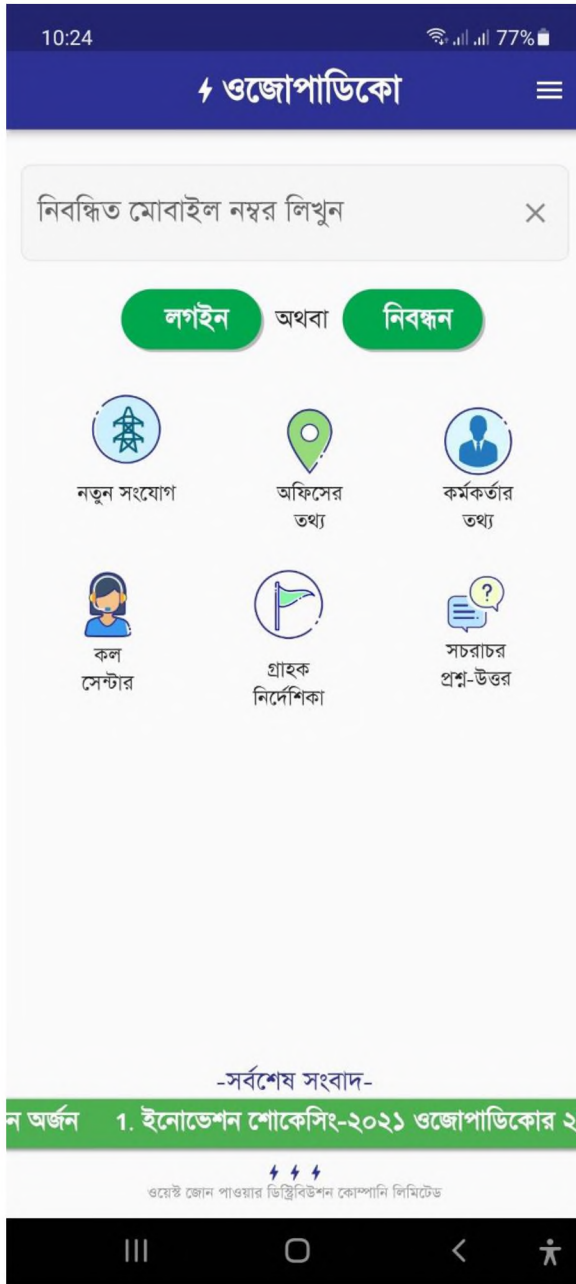 10:24 77%
ওজোপাডিকো
নিবন্ধিত মোবাইল নম্বর লিখুন
লগইন অথবা নিবন্ধন
নতুন সংযোগ
অফিসের
তথ্য
কর্মকর্তার
তথ্য
কল
সেন্টার
গ্রাহক
নির্দেশিকা
?
সচরাচর
প্রশ্ন-উত্তর
-সর্বশেষ সংবাদ-
ন অর্জন 1. ইনোভেশন শোকেসিং-২০২১ ওজোপাডিকোর ২
ওয়েস্ট জোন পাওয়ার ডিস্ট্রিবিউশন কোম্পানি লিমিটেড